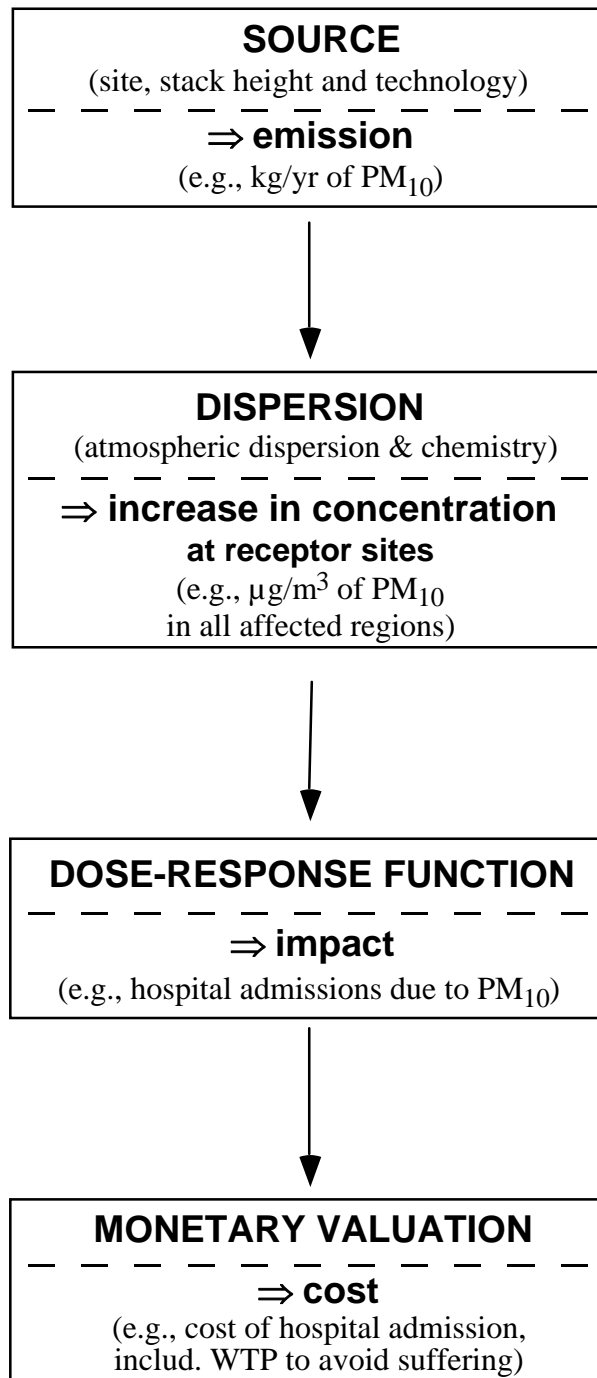 SOURCE
(site, stack height and technology)
⇒ emission
(e.g., kg/yr of PM10)
DISPERSION
(atmospheric dispersion & chemistry)
⇒ increase in concentration
at receptor sites
(e.g., µg/m3 of PM10
in all affected regions)
DOSE-RESPONSE FUNCTION
⇒ impact
(e.g., hospital admissions due to PM10)
MONETARY VALUATION
⇒ cost
(e.g., cost of hospital admission,
includ. WTP to avoid suffering)